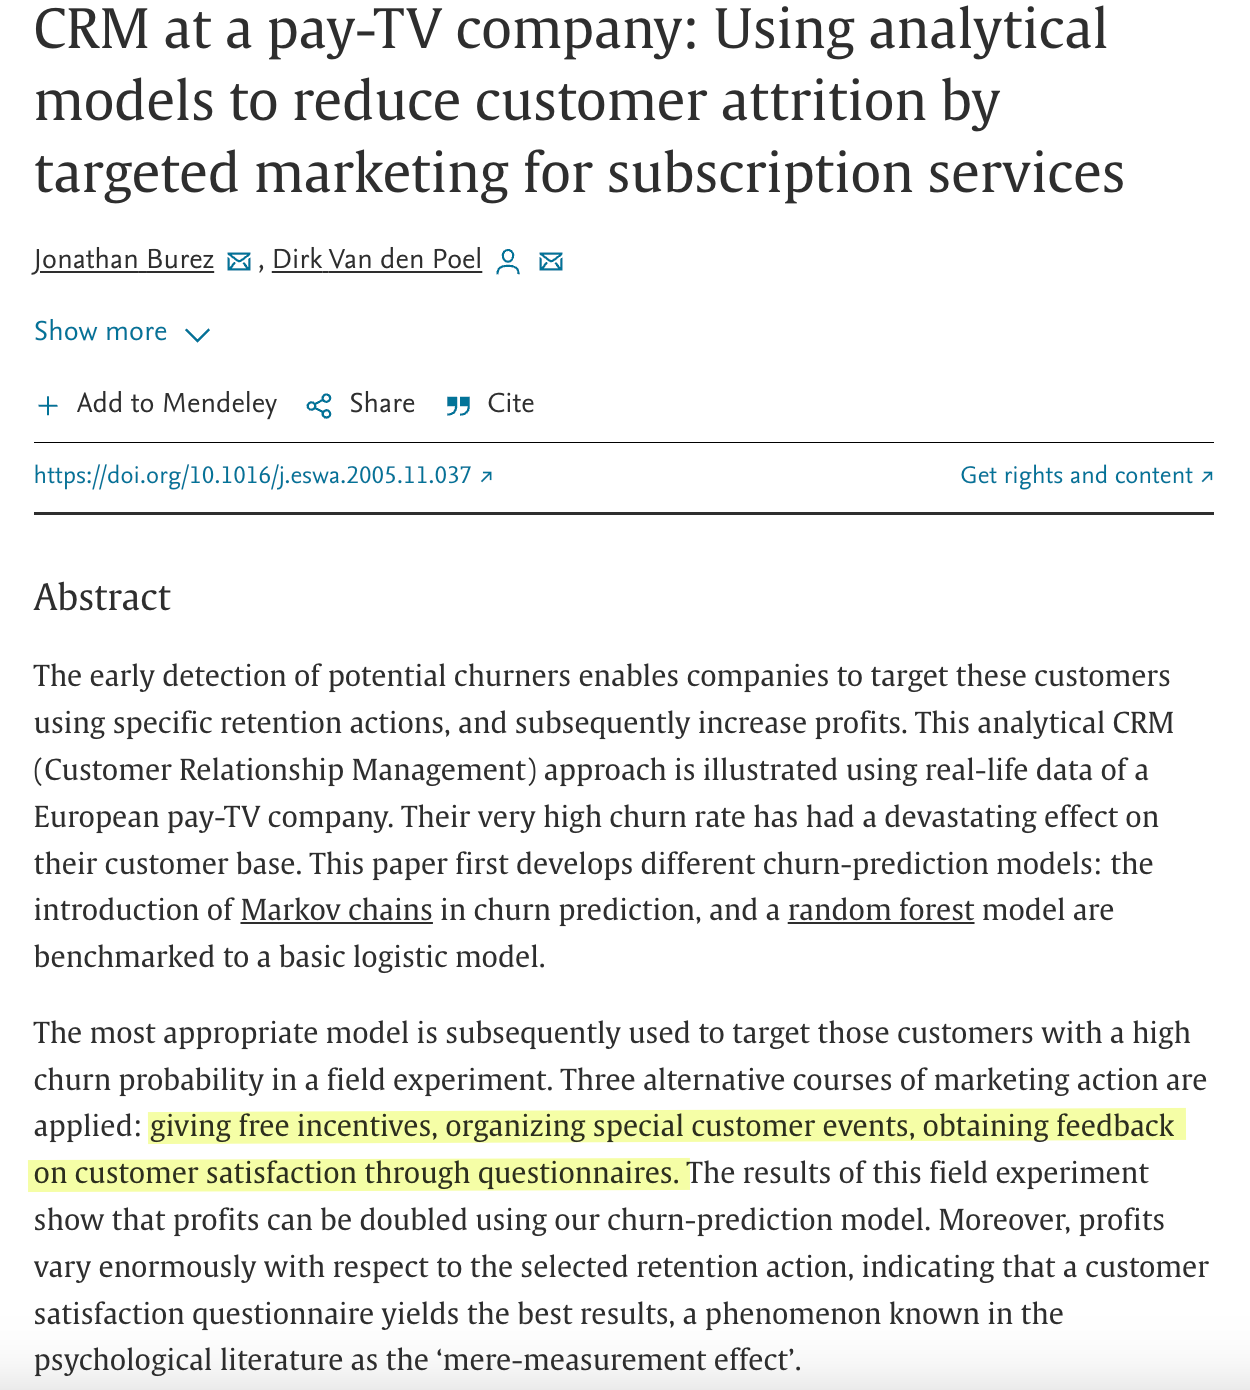 CRM at a pay-TV company: Using analytical
models to reduce customer attrition by
targeted marketing for subscription services
Jonathan Burez , Dirk Van den Poel
Show more
Add to Mendeley Share Cite
https://doi.org/10.1016/j.eswa.2005.11.037 Get rights and content
Abstract
The early detection of potential churners enables companies to target these customers
using specific retention actions, and subsequently increase profits. This analytical CRM
(Customer Relationship Management) approach is illustrated using real-life data of a
European pay-TV company. Their very high churn rate has had a devastating effect on
their customer base. This paper first develops different churn-prediction models: the
introduction of Markov chains in churn prediction, and a random forest model are
benchmarked to a basic logistic model.
The most appropriate model is subsequently used to target those customers with a high
churn probability in a field experiment. Three alternative courses of marketing action are
applied: giving free incentives, organizing special customer events, obtaining feedback
on customer satisfaction through questionnaires. The results of this field experiment
show that profits can be doubled using our churn-prediction model. Moreover, profits
vary enormously with respect to the selected retention action, indicating that a customer
satisfaction questionnaire yields the best results, a phenomenon known in the
psychological literature as the ‘mere-measurement effect’.